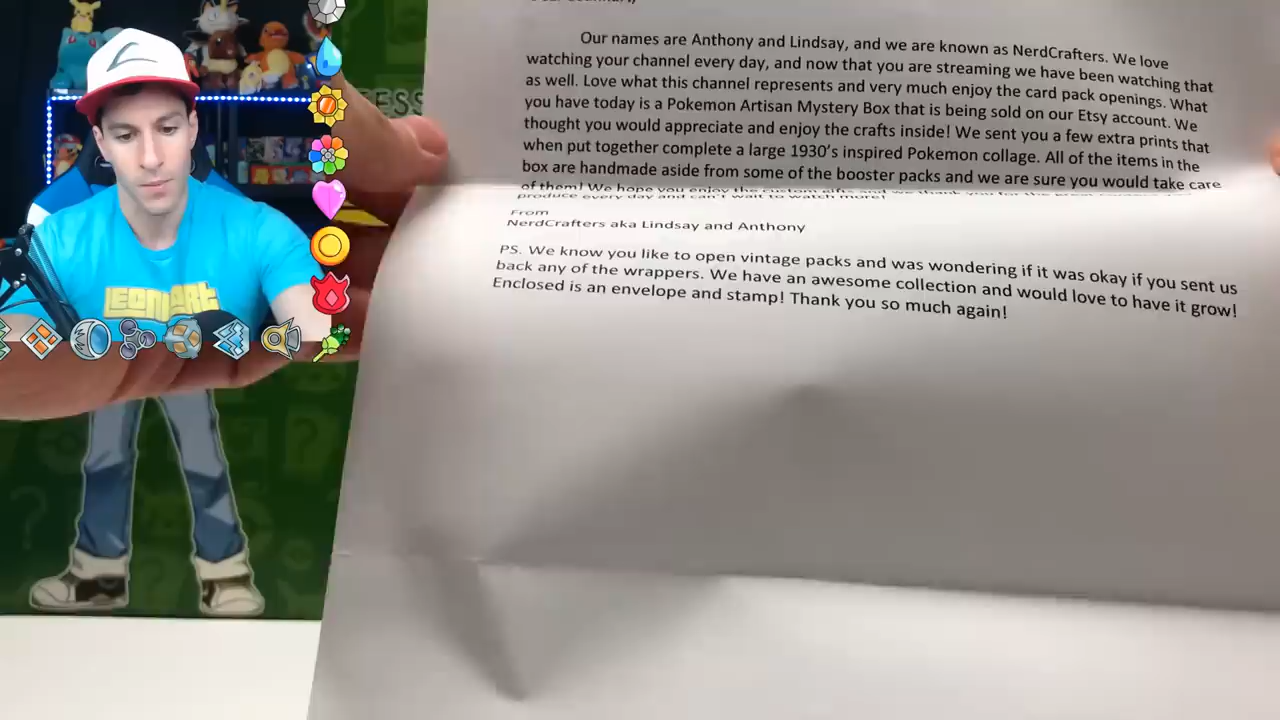 Our names are Anthony and Lindsay, and we are known as NerdCrafters. We love
watching your channel every day, and now that you are streaming we have been watching that
as well. Love what this channel represents and very much enjoy the card pack openings. What
you have today is a Pokemon Artisan Mystery Box that is being sold on our Etsy account. We
thought you would appreciate and enjoy the crafts inside! We sent you a few extra prints that
when put together complete a large 1930's inspired Pokemon collage. All of the items in the
box are handmade aside from some of the booster packs and we are sure you would take care
of them! We hope you enjoy the custom gifts and we thank you for the great
produce every day and can't wait to watch more!
From
NerdCrafters aka Lindsay and Anthony
PS. We know you like to open vintage packs and was wondering if it was okay if you sent us
back any of the wrappers. We have an awesome collection and would love to have it grow!
Enclosed is an envelope and stamp! Thank you so much again!
LEONHART
ESS